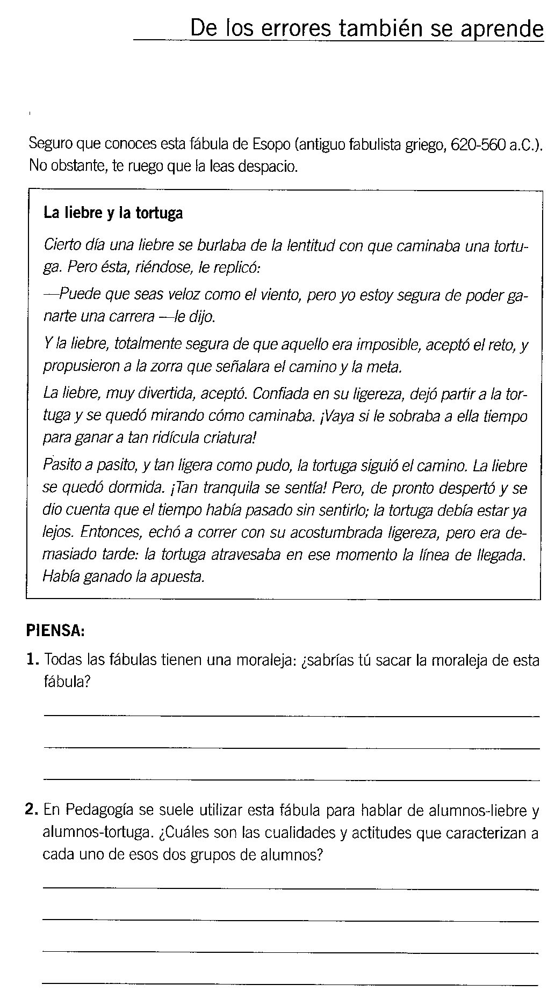 De los errores también se aprende
Seguro que conoces esta fábula de Esopo (antiguo fabulista griego, 620-560 a.C.).
No obstante, te ruego que la leas despacio.
La liebre y la tortuga
Cierto día una liebre se burlaba de la lentitud con que caminaba una tortu-
ga. Pero ésta, riéndose, le replicó:
—Puede que seas veloz como el viento, pero yo estoy segura de poder ga-
narte una carrera —le dijo.
Y la liebre, totalmente segura de que aquello era imposible, aceptó el reto, y
propusieron a la zorra que señalara el camino y la meta.
La liebre, muy divertida, aceptó. Confiada en su ligereza, dejó partir a la tor-
tuga y se quedó mirando cómo caminaba. ¡Vaya si le sobraba a ella tiempo
para ganar a tan ridícula criatura!
Pasito a pasito, y tan ligera como pudo, la tortuga siguió el camino. La liebre
se quedó dormida. ¡Tan tranquila se sentía! Pero, de pronto despertó y se
dio cuenta que el tiempo había pasado sin sentirlo; la tortuga debía estar ya
lejos. Entonces, echó a correr con su acostumbrada ligereza, pero era de-
masiado tarde: la tortuga atravesaba en ese momento la línea de llegada.
Había ganado la apuesta.
PIENSA:
1. Todas las fábulas tienen una moraleja: ¿sabrías tú sacar la moraleja de esta
fábula?
2. En Pedagogía se suele utilizar esta fábula para hablar de alumnos-liebre y
alumnos-tortuga. ¿Cuáles son las cualidades y actitudes que caracterizan a
cada uno de esos dos grupos de alumnos?